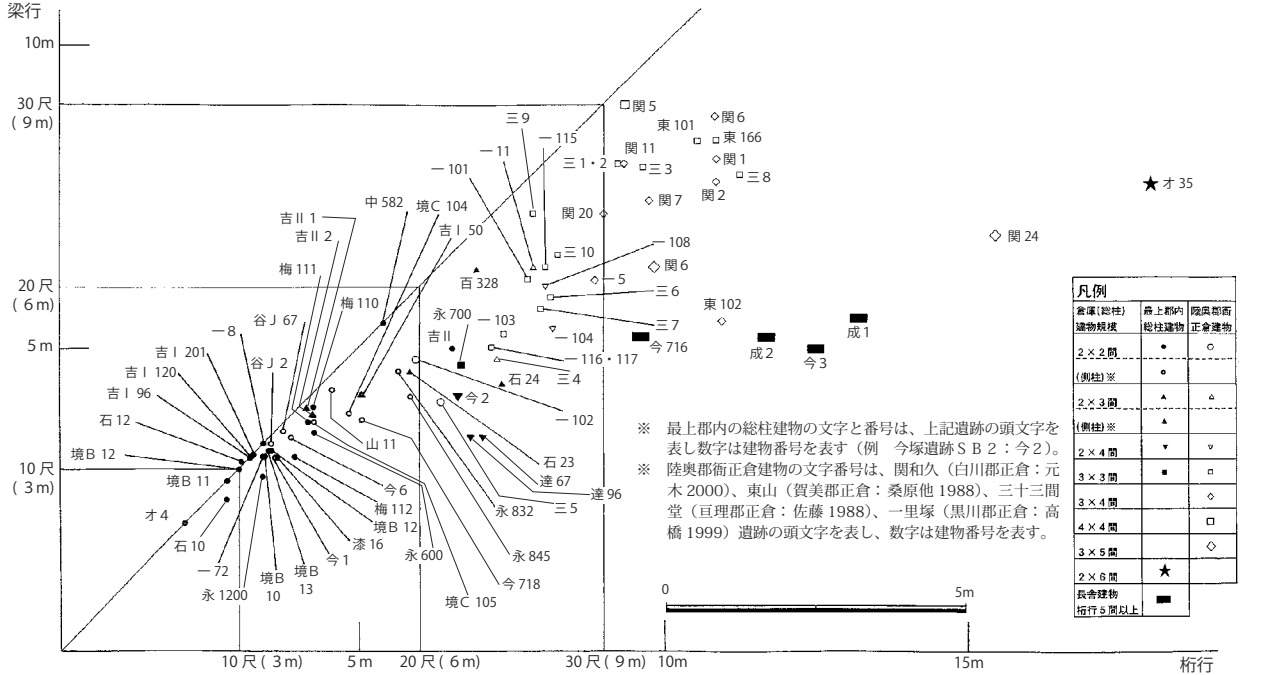 梁行
10m
30尺
(9m)
関5
関6
三9
東101
東166
一115
関11
一11
三1・2
三3
関1
一101
三8
関2
才35
中582
境C 104
関7
吉Ⅱ1
関20
吉Ⅰ50
吉Ⅱ2
関24
一108
三10
関6
梅111
百328
一5
20尺
(6m)
三6
梅110
永700
東102
谷J 67
三7
吉Ⅱ
一103
一8
一104
成1
5m
今716
成2
今3
吉Ⅰ201
谷J 2
一116・117
吉Ⅰ120
三4
石24
吉Ⅰ96
今2
石12
一102
山11
境B 12
石23
10尺
(3m)
達67
境B 11
今6
達96
三5
梅112
永832
才4
境B 12
石10
漆16
永600
永845
一72
今1
境B
10
境B
13
今718
永1200
境C 105
凡例
倉庫(総柱)
建物規模
最上郡内
総柱建物
陸奥郡衙
正倉建物
2×2間
(側柱)※
2×3間
(側柱)※
2×4間
3×3間
3×4間
4×4間
3×5間
2×6間
長舎建物
桁行5間以上
※ 最上郡内の総柱建物の文字と番号は、上記遺跡の頭文字を
表し数字は建物番号を表す(例 今塚遺跡SB2:今2)。
※ 陸奥郡衙正倉建物の文字番号は、関和久(白川郡正倉:元
木2000)、東山(賀美郡正倉:桑原他1988)、三十三間
堂(亘理郡正倉:佐藤1988)、一里塚(黒川郡正倉:高
橋1999)遺跡の頭文字を表し、数字は建物番号を表す。
0 5m
10尺(3m) 5m 20尺(6m) 30尺(9m) 10m 15m 桁行